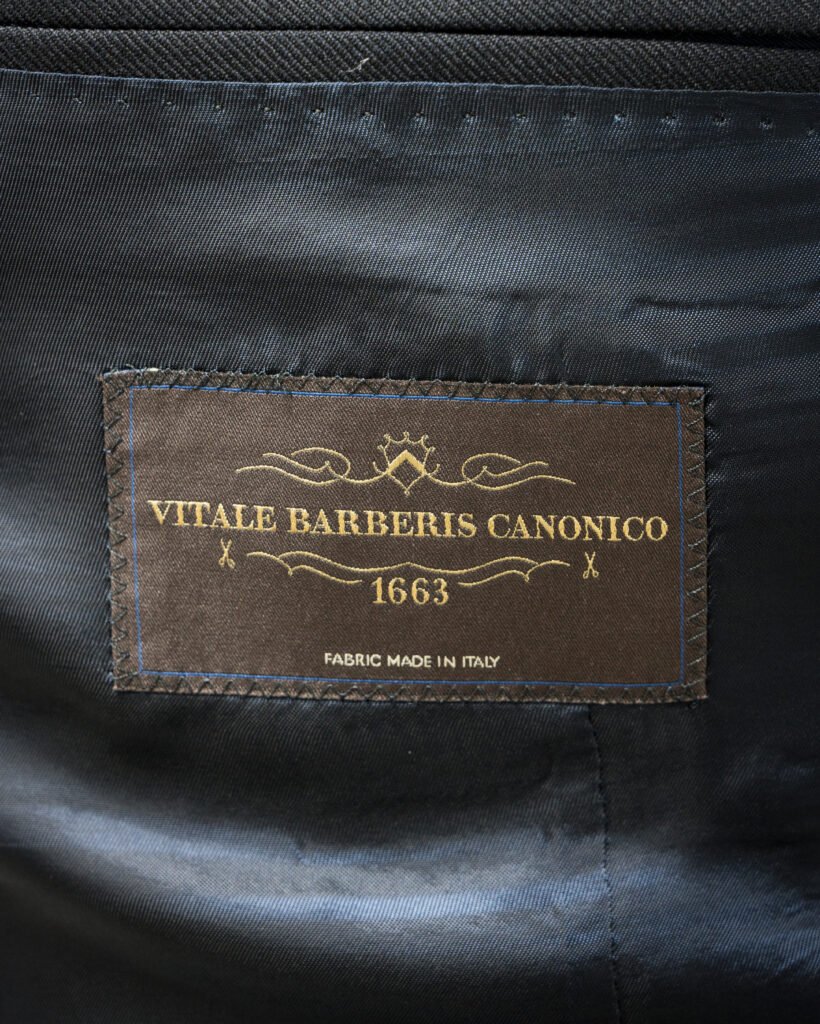 VITALE BARBERIS CANONICO
1663
FABRIC MADE IN ITALY